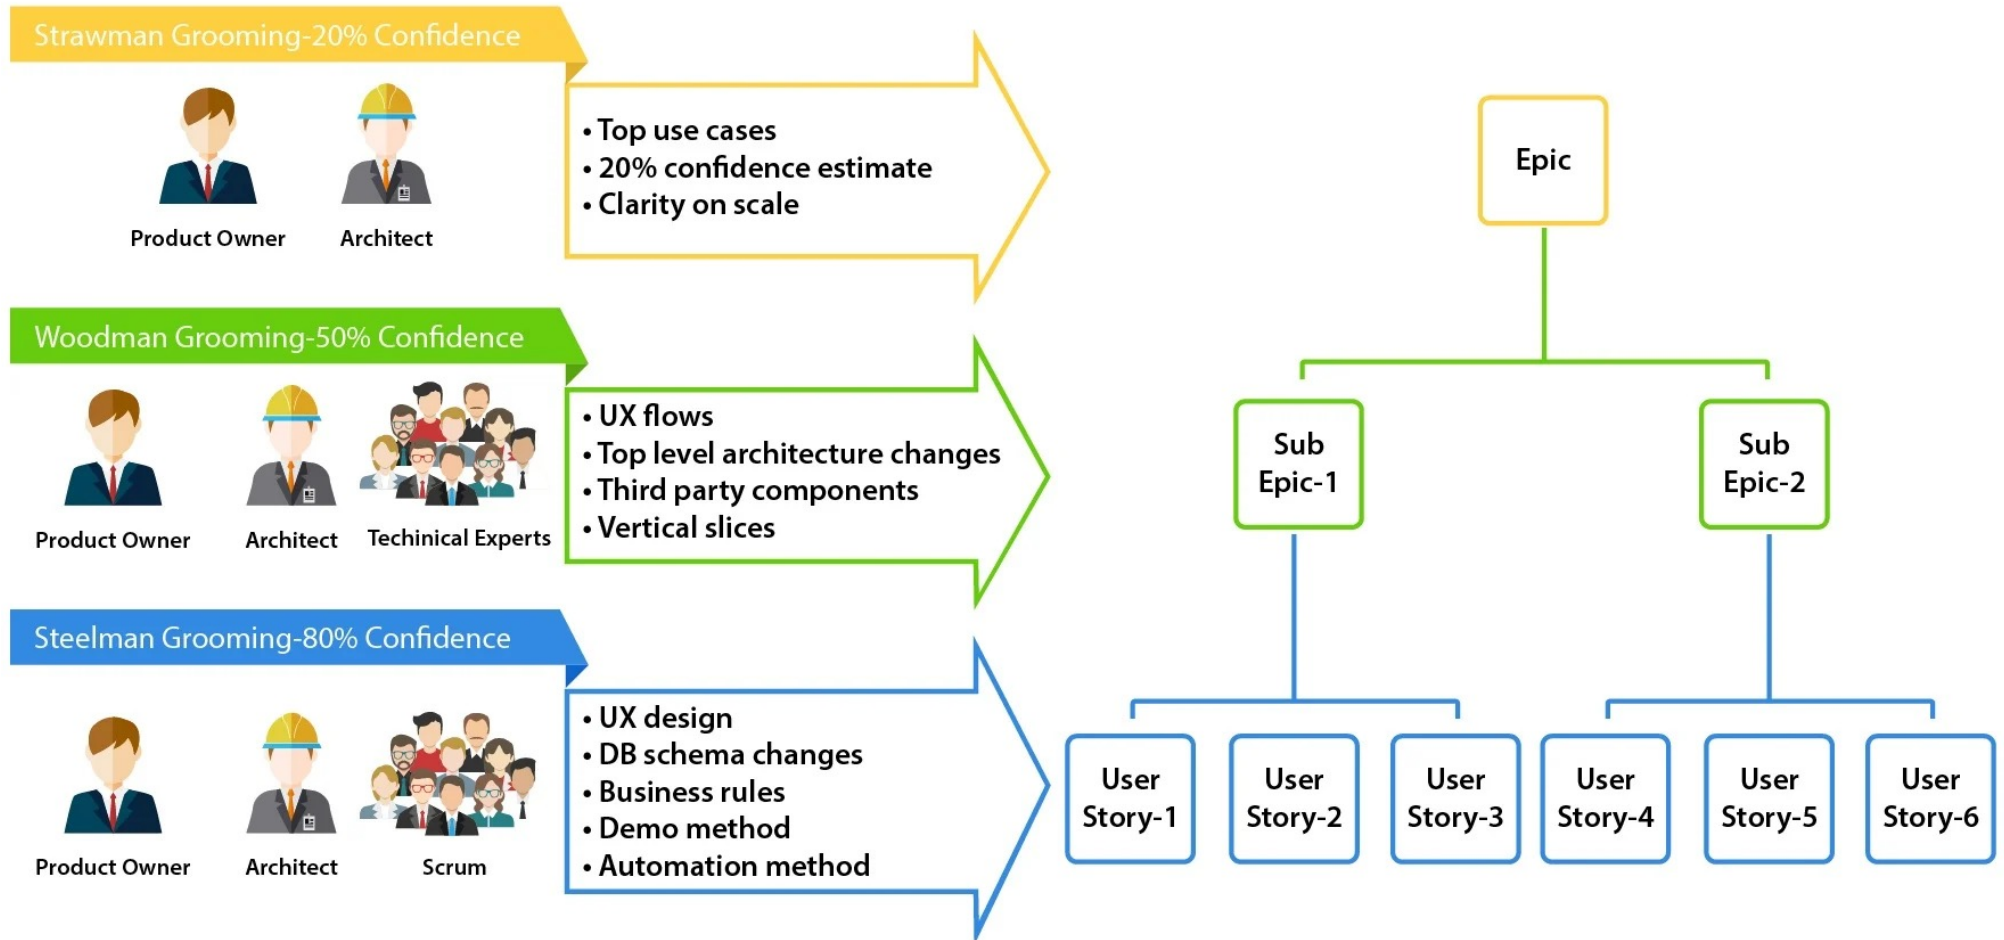 Strawman Grooming-20% Confidence
Product Owner
Architect
• Top use cases
• 20% confidence estimate
• Clarity on scale
Epic
Woodman Grooming-50% Confidence
Product Owner
Architect
Techinical Experts
• UX flows
• Top level architecture changes
• Third party components
• Vertical slices
Sub
Epic-1
Sub
Epic-2
Steelman Grooming-80% Confidence
Product Owner
Architect
Scrum
• UX design
• DB schema changes
• Business rules
• Demo method
• Automation method
User
Story-1
User
Story-2
User
Story-3
User
Story-4
User
Story-5
User
Story-6